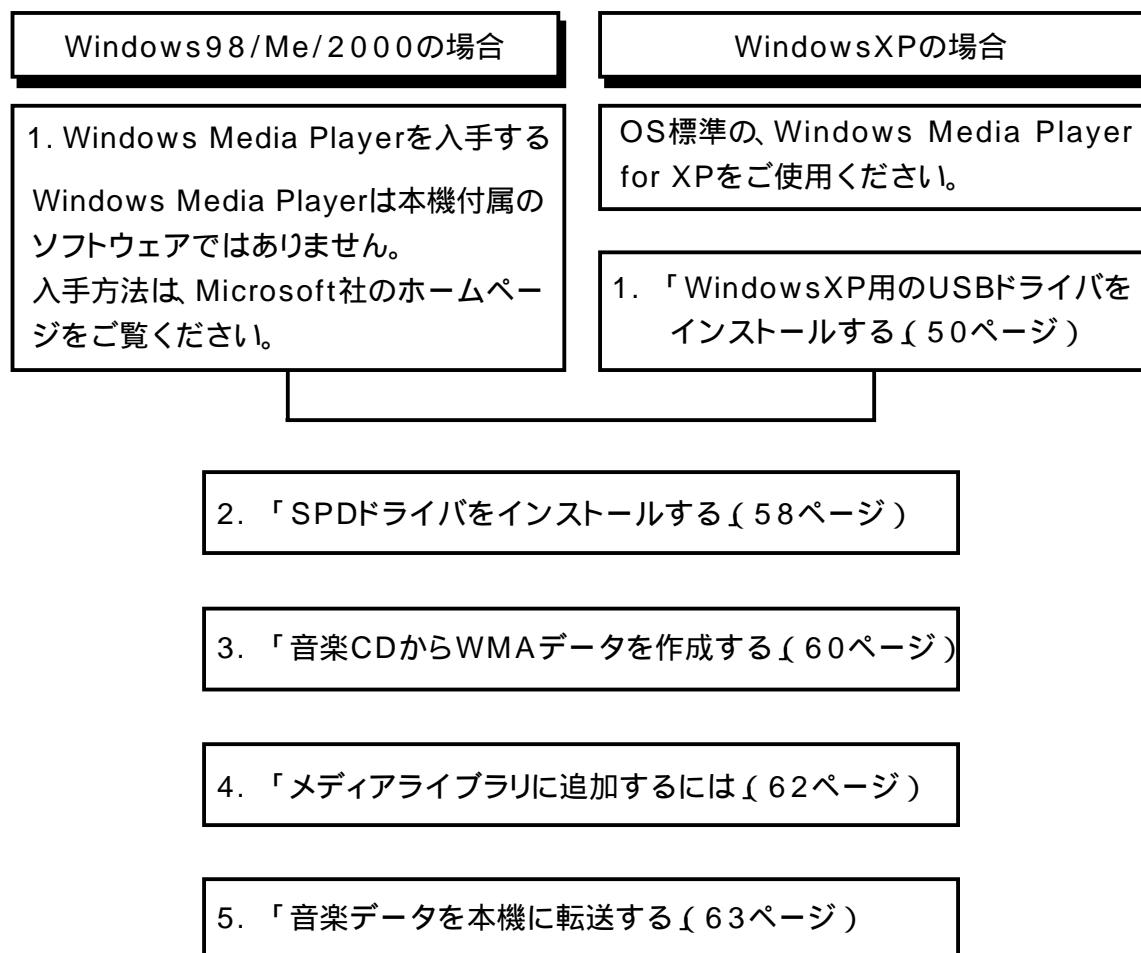 Windows98/Me/2000の場合
1. Windows Media Playerを入手する
Windows Media Playerは本機付属の
ソフトウェアではありません。
入手方法は、Microsoft社のホームペー
ジをご覧ください。
WindowsXPの場合
OS標準の、Windows Media Player
for XPをご使用ください。
1. 「WindowsXP用のUSBドライバを
インストールする」(50ページ)
2. 「SPDドライバをインストールする」(58ページ)
3. 「音楽CDからWMAデータを作成する」(60ページ)
4. 「メディアライブラリに追加するには」(62ページ)
5. 「音楽データを本機に転送する」(63ページ)